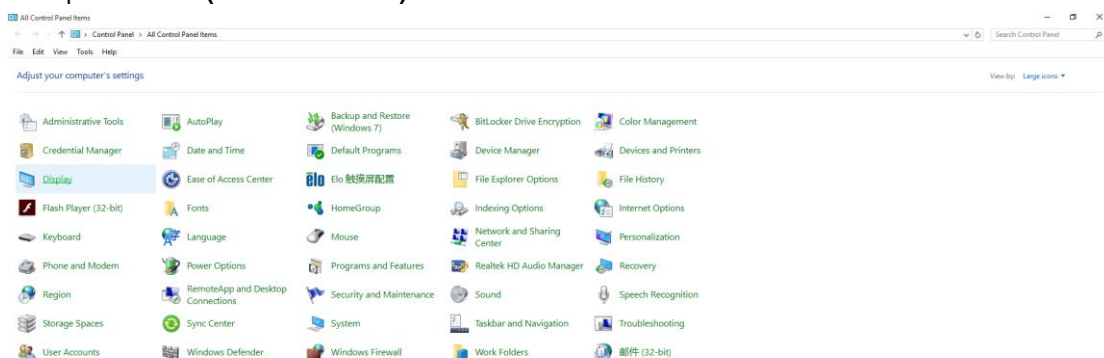 All Control Panel Items
Control Panel > All Control Panel Items
Search Control Panel
File Edit View Tools Help
Adjust your computer's settings
View by: Large icons
Administrative Tools
AutoPlay
Backup and Restore
(Windows 7)
BitLocker Drive Encryption
Color Management
Credential Manager
Date and Time
Default Programs
Device Manager
Devices and Printers
Display
Ease of Access Center
elo
Elo 触摸屏配置
File Explorer Options
File History
Flash Player (32-bit)
Fonts
HomeGroup
Indexing Options
Internet Options
Keyboard
Language
Mouse
Network and Sharing
Center
Personalization
Phone and Modem
Power Options
Programs and Features
Realtek HD Audio Manager
Recovery
Region
RemoteApp and Desktop
Connections
Security and Maintenance
Sound
Speech Recognition
Storage Spaces
Sync Center
System
Taskbar and Navigation
Troubleshooting
User Accounts
Windows Defender
Windows Firewall
Work Folders
邮件 (32-bit)